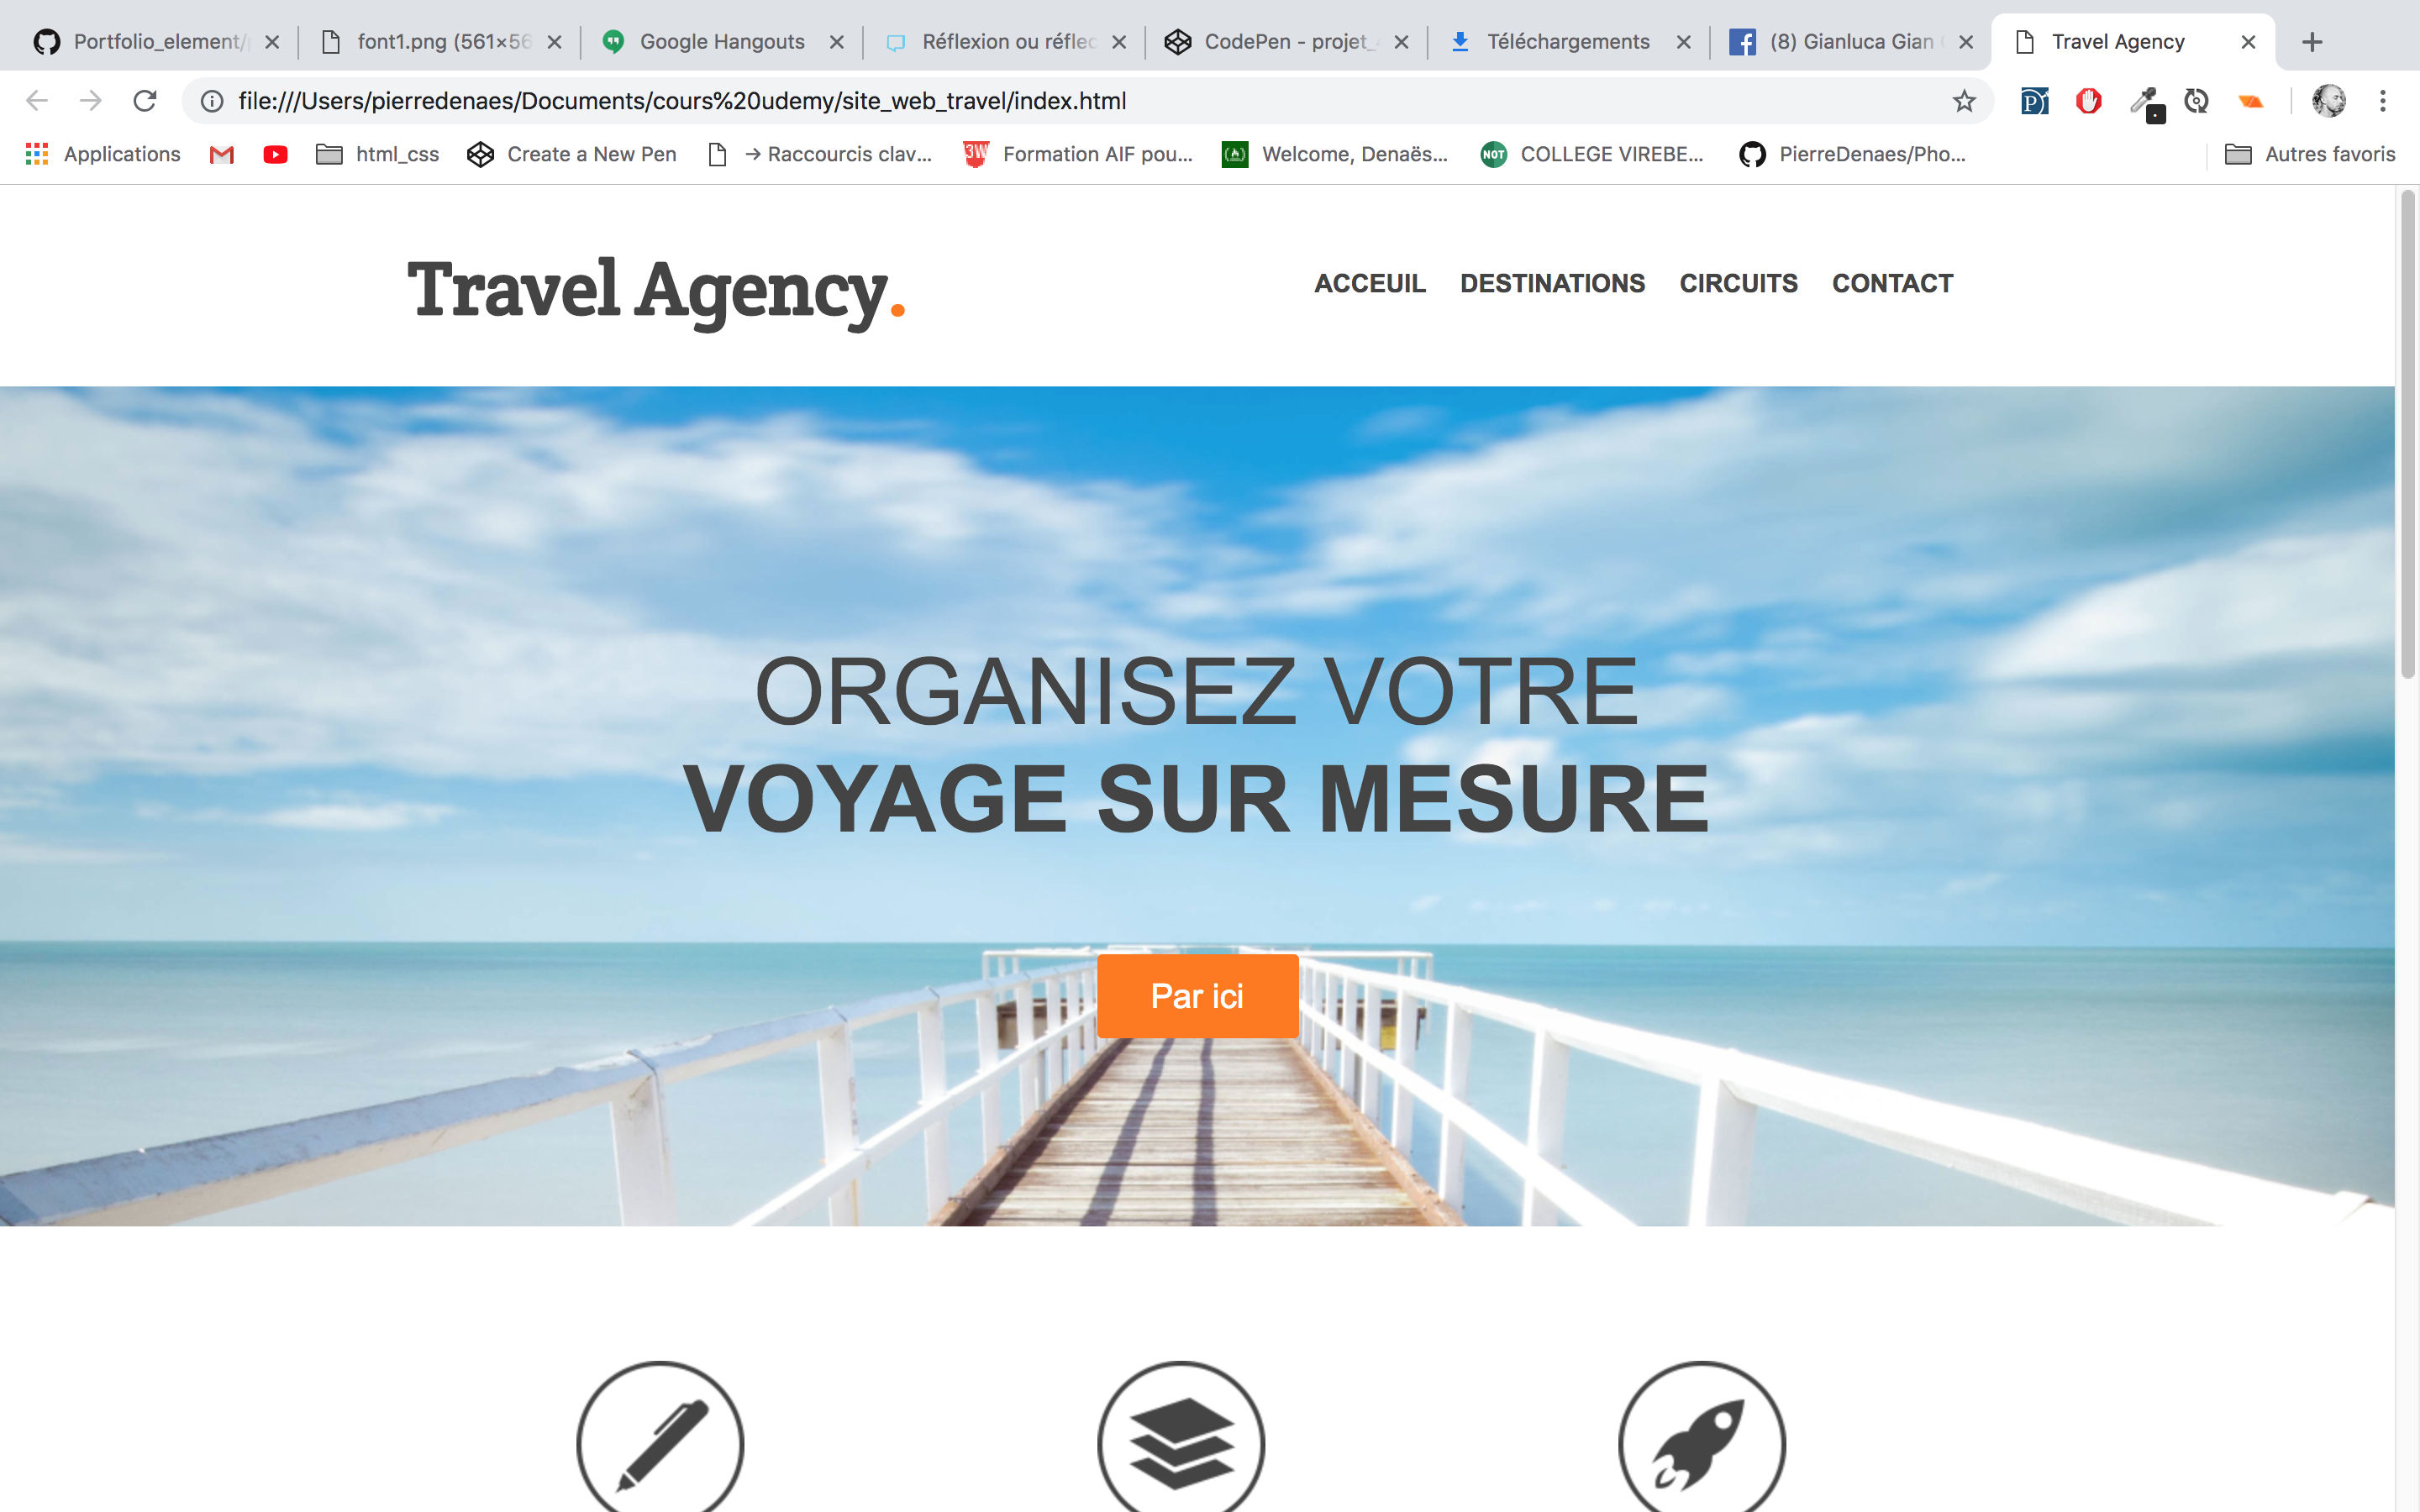 Portfolio_element/ font1.png (561×56 Google Hangouts Réflexion ou réflec CodePen - projet_ Téléchargements (8) Gianluca Gian Travel Agency
file:///Users/pierredenaes/Documents/cours%20udemy/site_web_travel/index.html
Applications html_css Create a New Pen → Raccourcis clav... Formation AIF pou... Welcome, Denaës... COLLEGE VIREBE... PierreDenaes/Pho... Autres favoris
Travel Agency.
ACCEUIL DESTINATIONS CIRCUITS CONTACT
ORGANISEZ VOTRE
VOYAGE SUR MESURE
Par ici